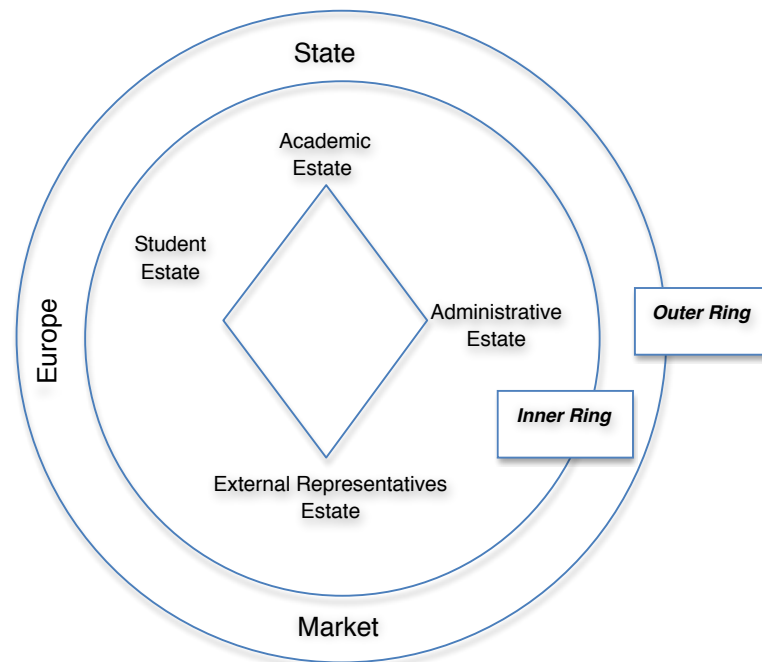 State
Academic
Estate
Student
Estate
Europe
Administrative
Estate
Outer Ring
Inner Ring
External Representatives
Estate
Market